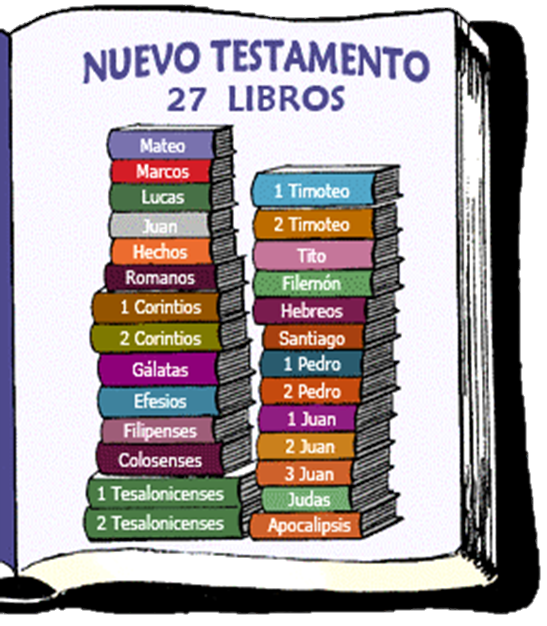 NUEVO TESTAMENTO
27 LIBROS
Mateo
Marcos
Lucas
Juan
Hechos
Romanos
1 Corintios
2 Corintios
Gálatas
Efesios
Filipenses
Colosenses
1 Tesalonicenses
2 Tesalonicenses
1 Timoteo
2 Timoteo
Tito
Filemón
Hebreos
Santiago
1 Pedro
2 Pedro
1 Juan
2 Juan
3 Juan
Judas
Apocalipsis